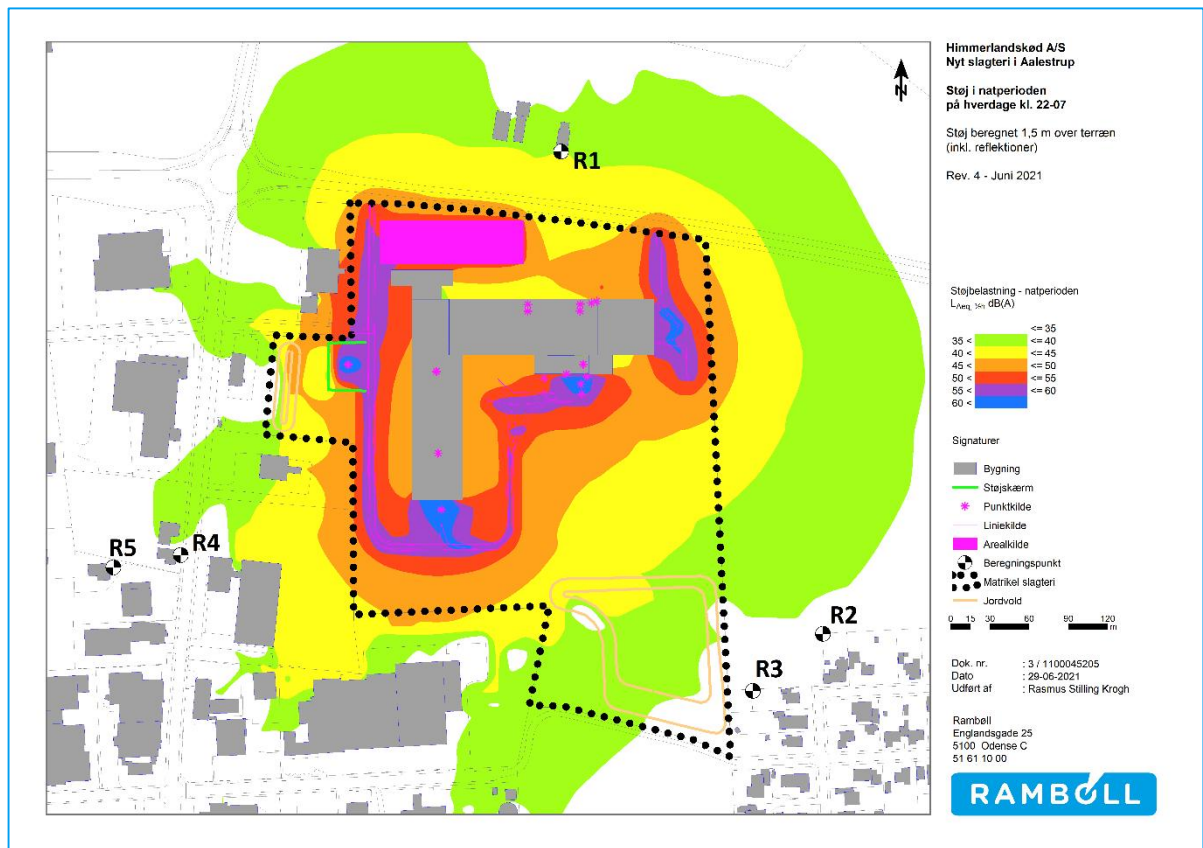 Himmerlandskød A/S
Nyt slagteri i Aalestrup
Støj i natperioden
på hverdage kl. 22-07
Støj beregnet 1,5 m over terræn
(inkl. reflektioner)
Rev. 4 - Juni 2021
N
R1
R4
R5
R2
R3
Støjbelastning - natperioden
LAeq, ½h dB(A)
<= 35
35 < <= 40
40 < <= 45
45 < <= 50
50 < <= 55
55 < <= 60
60 <
Signaturer
Bygning
Støjskærm
Punktkilde
Liniekilde
Arealkilde
Beregningspunkt
Matrikel slagteri
Jordvold
0 15 30 60 90 120
m
Dok. nr. : 3 / 1100045205
Dato : 29-06-2021
Udført af : Rasmus Stilling Krogh
Rambøll
Englandsgade 25
5100 Odense C
51 61 10 00
RAMBOLL